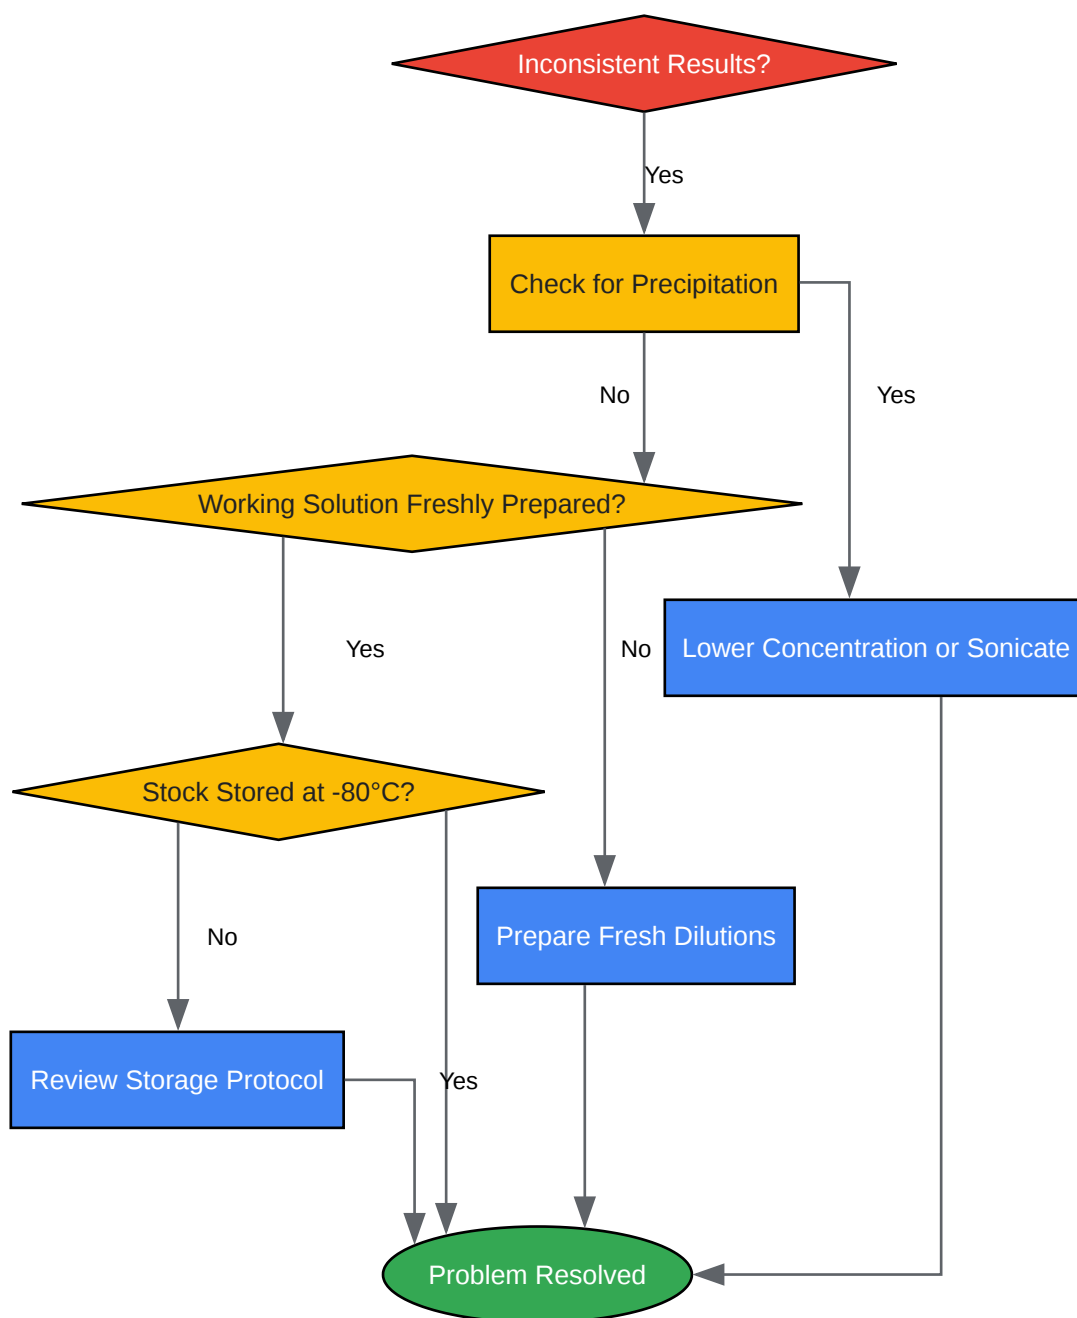 Inconsistent Results?
Yes
Check for Precipitation
No
Yes
Working Solution Freshly Prepared?
Yes
No
Lower Concentration or Sonicate
Stock Stored at -80°C?
No
Prepare Fresh Dilutions
Review Storage Protocol
Yes
Problem Resolved